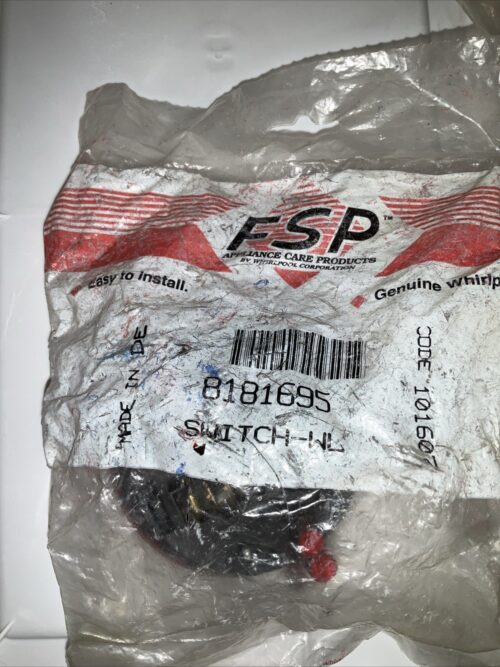 FSP™
APPLIANCE CARE PRODUCTS
BY WHIRLPOOL CORPORATION
Easy to install.
Genuine Whirlp
MADE IN DE
8181695
SWITCH-WL
CODE 101607